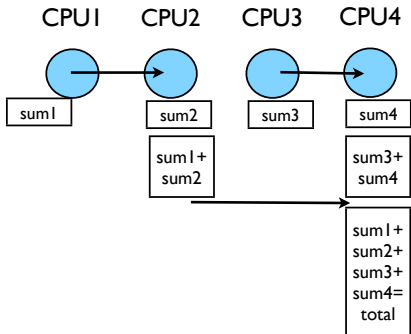 CPU1 CPU2 CPU3 CPU4
sum1 sum2 sum3 sum4
sum1+
sum2
sum3+
sum4
sum1+
sum2+
sum3+
sum4=
total